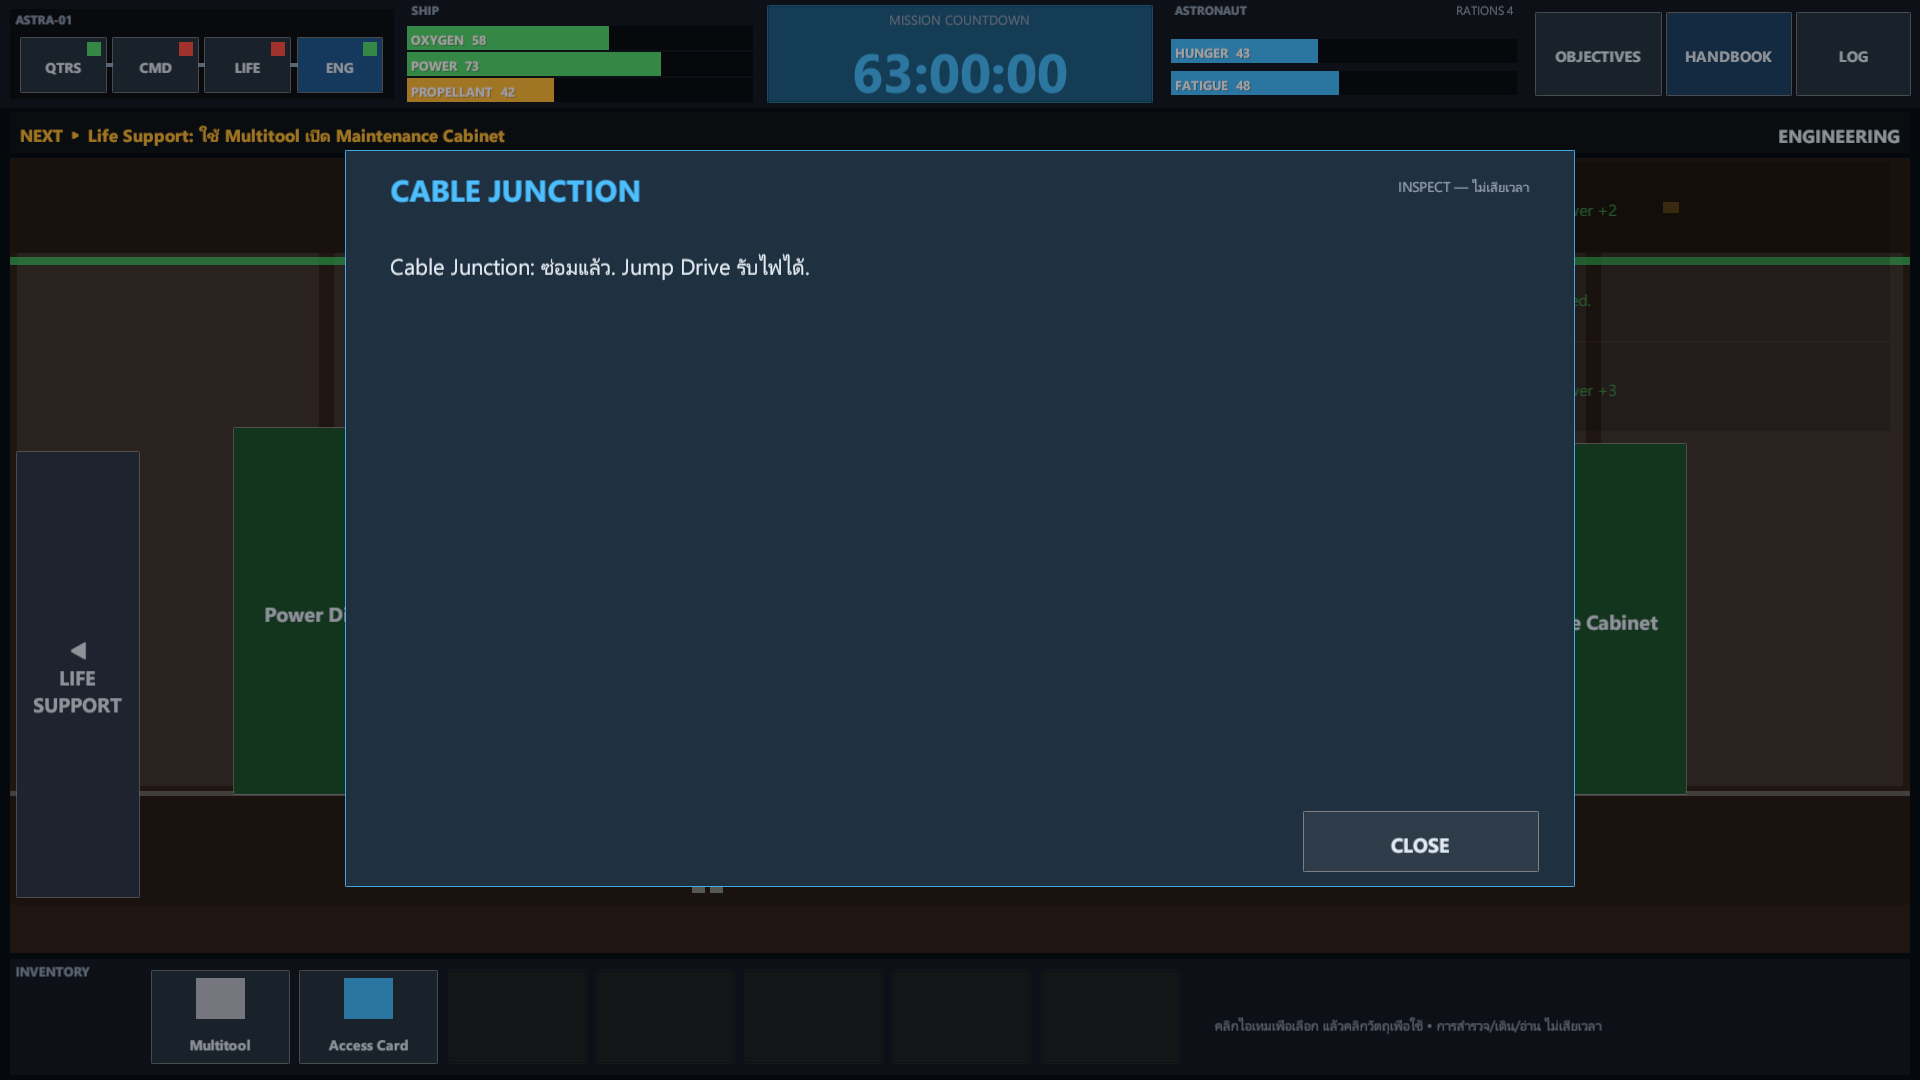 ASTRA-01
QTRS
CMD
LIFE
ENG
SHIP
OXYGEN 58
POWER 73
PROPELLANT 42
MISSION COUNTDOWN
63:00:00
ASTRONAUT
RATIONS 4
HUNGER 43
FATIGUE 48
OBJECTIVES
HANDBOOK
LOG
NEXT ▸ Life Support: ใช้ Multitool เปิด Maintenance Cabinet
ENGINEERING
CABLE JUNCTION
INSPECT — ไม่เสียเวลา
Cable Junction: ซ่อมแล้ว. Jump Drive รับไฟได้.
wer +2
ed.
wer +3
◀
LIFE
SUPPORT
Power Di
e Cabinet
CLOSE
INVENTORY
Multitool
Access Card
คลิกไอเทมเพื่อเลือก แล้วคลิกวัตถุเพื่อใช้ • การสำรวจ/เดิน/อ่าน ไม่เสียเวลา